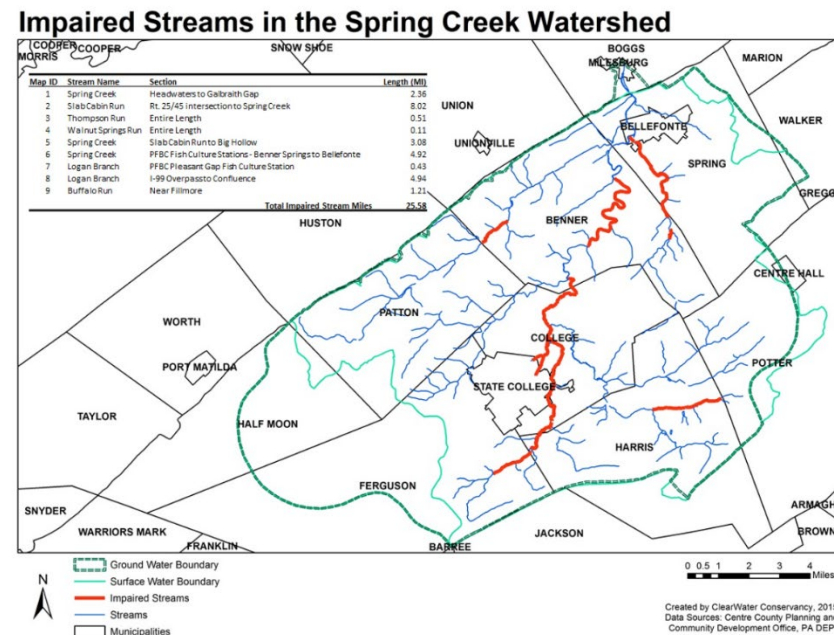 Impaired Streams in the Spring Creek Watershed
COOPER
COOPER
MORRIS
SNOW SHOE
BOGGS
MILESBURG
MARION
Map ID Stream Name Section Length (MI)
1 Spring Creek Headwaters to Galbraith Gap 2.36
2 Slab Cabin Run Rt. 25/45 intersection to Spring Creek 8.02
3 Thompson Run Entire Length 0.51
4 Walnut Springs Run Entire Length 0.11
5 Spring Creek Slab Cabin Run to Big Hollow 3.08
6 Spring Creek PFBC Fish Culture Stations - Benner Springs to Bellefonte 4.92
7 Logan Branch PFBC Pleasant Gap Fish Culture Station 0.43
8 Logan Branch I-99 Overpass to Confluence 4.94
9 Buffalo Run Near Fillmore 1.21
Total Impaired Stream Miles 25.58
UNION
UNIONVILLE
BELLEFONTE
WALKER
SPRING
GREGG
HUSTON
BENNER
CENTRE HALL
WORTH
PATTON
COLLEGE
PORT MATILDA
STATE COLLEGE
POTTER
TAYLOR
HALF MOON
HARRIS
FERGUSON
SNYDER
WARRIORS MARK
FRANKLIN
BARREE
JACKSON
ARMAGH
BROWN
Ground Water Boundary
Surface Water Boundary
Impaired Streams
Streams
Municipalities
N
0 0.5 1 2 3 4
Miles
Created by ClearWater Conservancy, 2015
Data Sources: Centre County Planning and
Community Development Office, PA DEP